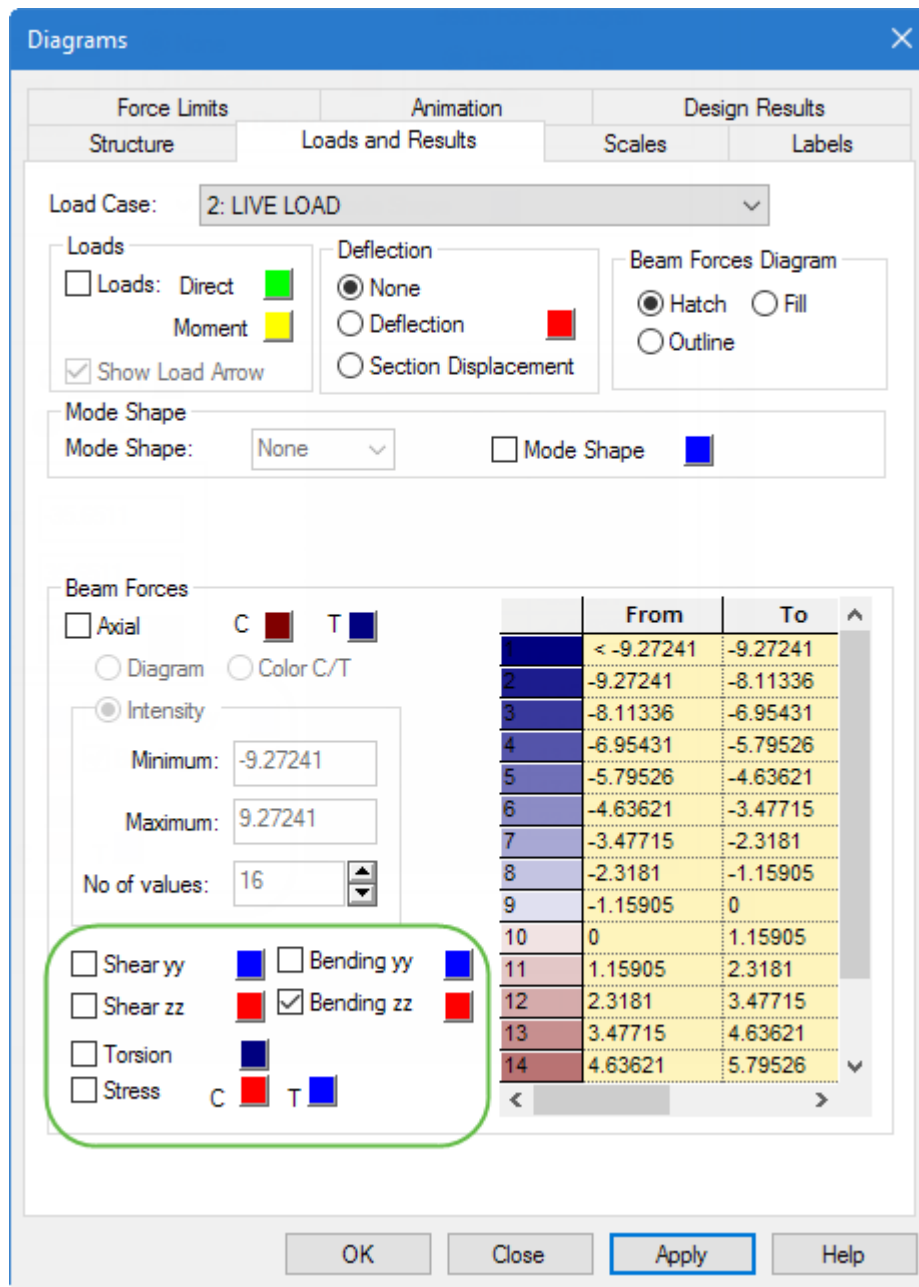 Diagrams
Force Limits Animation Design Results
Structure Loads and Results Scales Labels
Load Case: 2: LIVE LOAD
Loads
Loads: Direct
Moment
Show Load Arrow
Deflection
None
Deflection
Section Displacement
Beam Forces Diagram
Hatch Fill
Outline
Mode Shape
Mode Shape: None Mode Shape
Beam Forces
Axial C T
Diagram Color C/T
Intensity
Minimum: -9.27241
Maximum: 9.27241
No of values: 16
Shear yy Bending yy
Shear zz Bending zz
Torsion
Stress C T
From To
1 < -9.27241 -9.27241
2 -9.27241 -8.11336
3 -8.11336 -6.95431
4 -6.95431 -5.79526
5 -5.79526 -4.63621
6 -4.63621 -3.47715
7 -3.47715 -2.3181
8 -2.3181 -1.15905
9 -1.15905 0
10 0 1.15905
11 1.15905 2.3181
12 2.3181 3.47715
13 3.47715 4.63621
14 4.63621 5.79526
OK Close Apply Help